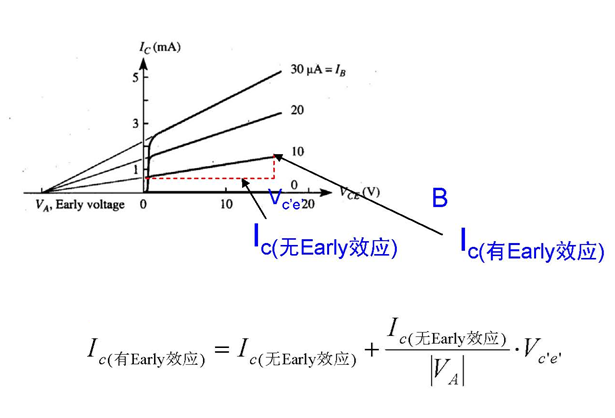 I_C (mA)
5
3
1
30 μA = I_B
20
10
0
V_A, Early voltage
0
10
20
V_CE (V)
V_c'e'
B
I_c(无Early效应)
I_c(有Early效应)
I_c(有Early效应) = I_c(无Early效应) + I_c(无Early效应) / |V_A| · V_c'e'